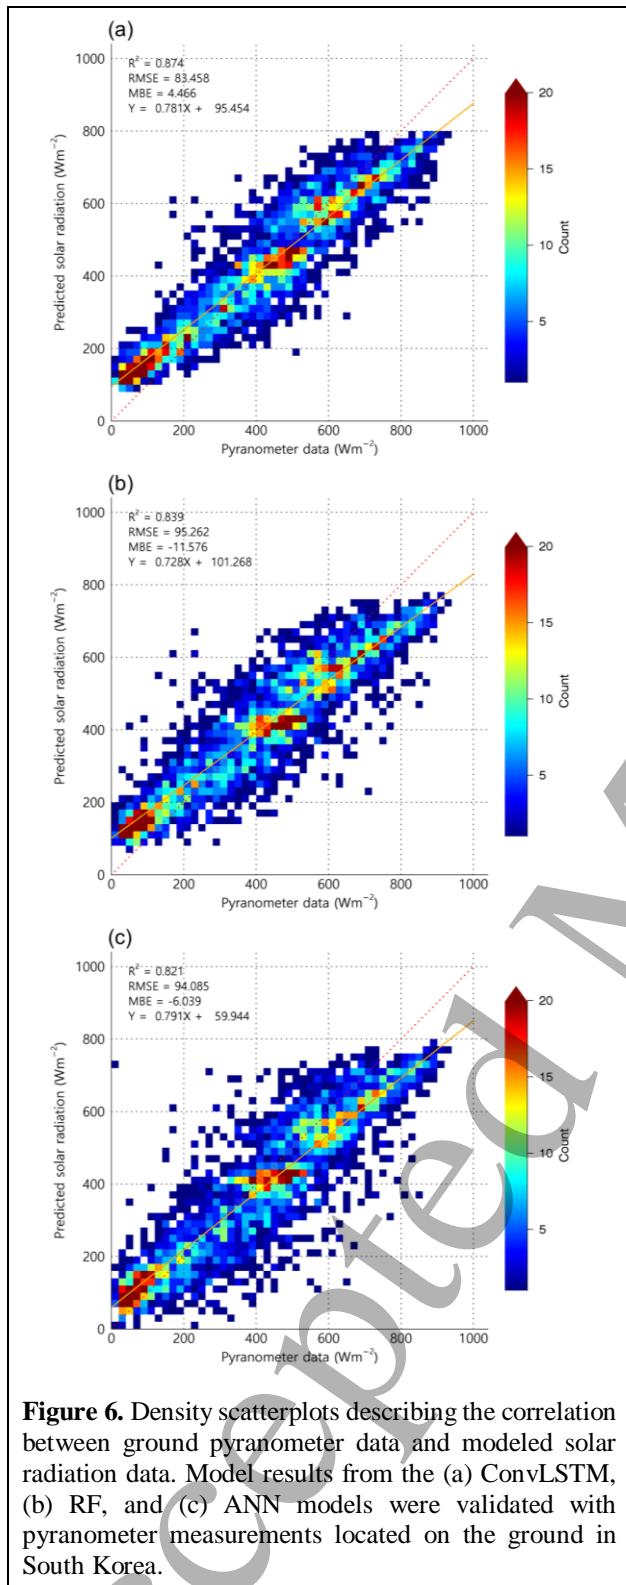 (a)
R² = 0.874
RMSE = 83.458
MBE = 4.466
Y = 0.781X + 95.454
Predicted solar radiation (Wm⁻²)
1000
800
600
400
200
0
0 200 400 600 800 1000
Pyranometer data (Wm⁻²)
20
15
10
5
Count
(b)
R² = 0.839
RMSE = 95.262
MBE = -11.576
Y = 0.728X + 101.268
Predicted solar radiation (Wm⁻²)
1000
800
600
400
200
0
0 200 400 600 800 1000
Pyranometer data (Wm⁻²)
20
15
10
5
Count
(c)
R² = 0.821
RMSE = 94.085
MBE = -6.039
Y = 0.791X + 59.944
Predicted solar radiation (Wm⁻²)
1000
800
600
400
200
0
0 200 400 600 800 1000
Pyranometer data (Wm⁻²)
20
15
10
5
Count
Figure 6. Density scatterplots describing the correlation
between ground pyranometer data and modeled solar
radiation data. Model results from the (a) ConvLSTM,
(b) RF, and (c) ANN models were validated with
pyranometer measurements located on the ground in
South Korea.
cepted M